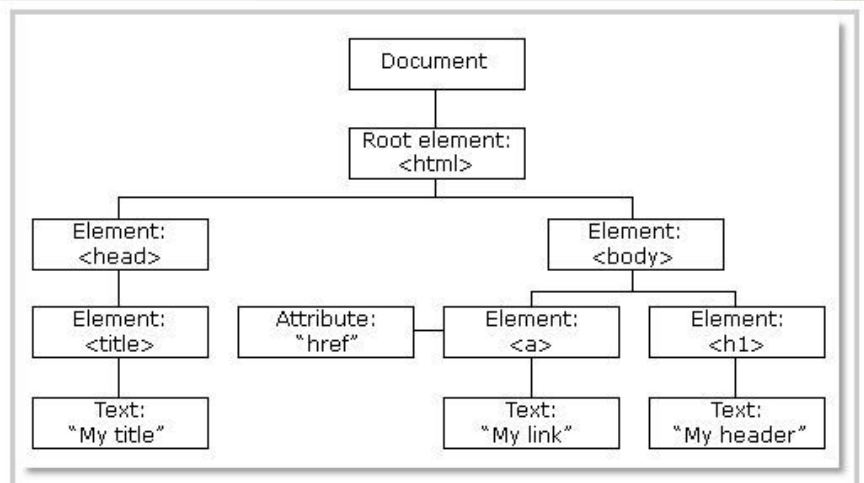 Document
Root element:
<html>
Element:
<head>
Element:
<body>
Element:
<title>
Attribute:
“href”
Element:
<a>
Element:
<h1>
Text:
“My title”
Text:
“My link”
Text:
“My header”